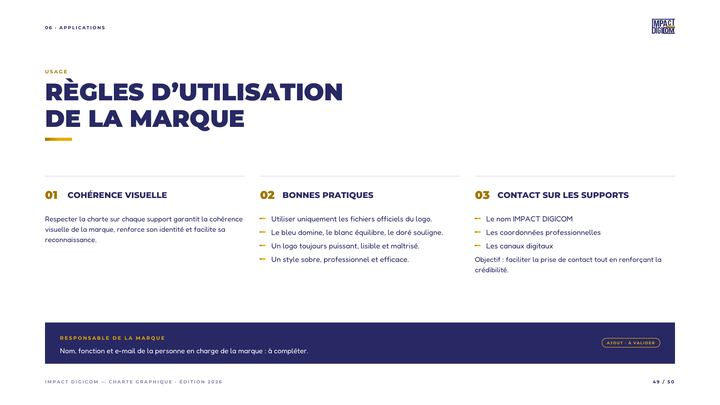 06 · APPLICATIONS
IMPACT
DIGICOM
USAGE
RÈGLES D’UTILISATION
DE LA MARQUE
01 COHÉRENCE VISUELLE
Respecter la charte sur chaque support garantit la cohérence
visuelle de la marque, renforce son identité et facilite sa
reconnaissance.
02 BONNES PRATIQUES
Utiliser uniquement les fichiers officiels du logo.
Le bleu domine, le blanc équilibre, le doré souligne.
Un logo toujours puissant, lisible et maîtrisé.
Un style sobre, professionnel et efficace.
03 CONTACT SUR LES SUPPORTS
Le nom IMPACT DIGICOM
Les coordonnées professionnelles
Les canaux digitaux
Objectif : faciliter la prise de contact tout en renforçant la
crédibilité.
RESPONSABLE DE LA MARQUE
Nom, fonction et e-mail de la personne en charge de la marque : à compléter.
AJOUT · À VALIDER
IMPACT DIGICOM — CHARTE GRAPHIQUE · ÉDITION 2026
49 / 50